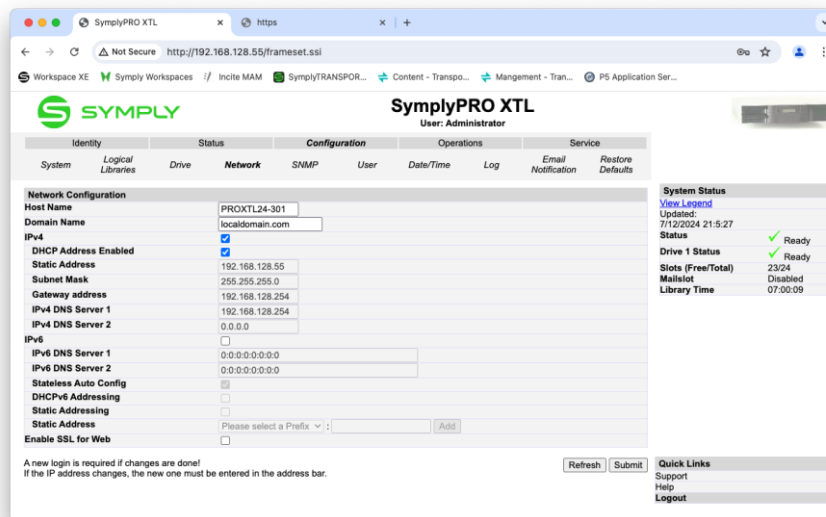 SymplyPRO XTL
https
Not Secure http://192.168.128.55/frameset.ssi
Workspace XE Symply Workspaces Incite MAM SymplyTRANSPOR... Content - Transpo... Mangement - Tran... P5 Application Ser...
SYMPLY
SymplyPRO XTL
User: Administrator
Identity Status Configuration Operations Service
System Logical Libraries Drive Network SNMP User Date/Time Log Email Notification Restore Defaults
Network Configuration
Host Name PROXTL24-301
Domain Name localdomain.com
IPv4
DHCP Address Enabled
Static Address 192.168.128.55
Subnet Mask 255.255.255.0
Gateway address 192.168.128.254
IPv4 DNS Server 1 192.168.128.254
IPv4 DNS Server 2 0.0.0.0
IPv6
IPv6 DNS Server 1 0:0:0:0:0:0:0:0
IPv6 DNS Server 2 0:0:0:0:0:0:0:0
Stateless Auto Config
DHCPv6 Addressing
Static Addressing
Static Address Please select a Prefix : Add
Enable SSL for Web
A new login is required if changes are done!
If the IP address changes, the new one must be entered in the address bar.
Refresh Submit
System Status
View Legend
Updated:
7/12/2024 21:5:27
Status Ready
Drive 1 Status Ready
Slots (Free/Total) 23/24
Mailslot Disabled
Library Time 07:00:09
Quick Links
Support
Help
Logout